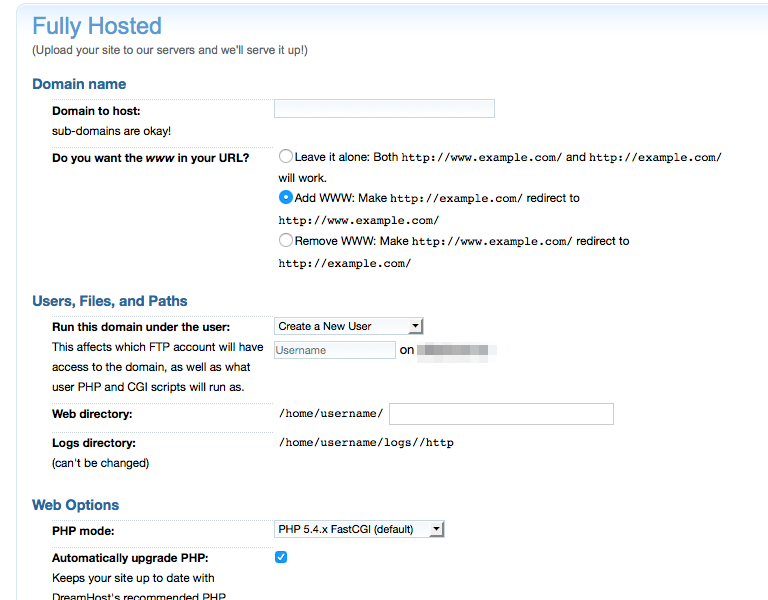 Fully Hosted
(Upload your site to our servers and we'll serve it up!)
Domain name
Domain to host:
sub-domains are okay!
Do you want the www in your URL?
Leave it alone: Both http://www.example.com/ and http://example.com/
will work.
Add WWW: Make http://example.com/ redirect to
http://www.example.com/
Remove WWW: Make http://www.example.com/ redirect to
http://example.com/
Users, Files, and Paths
Run this domain under the user:
Create a New User
This affects which FTP account will have
access to the domain, as well as what
user PHP and CGI scripts will run as.
Username on
Web directory:
/home/username/
Logs directory:
/home/username/logs//http
(can't be changed)
Web Options
PHP mode:
PHP 5.4.x FastCGI (default)
Automatically upgrade PHP:
Keeps your site up to date with
DreamHost's recommended PHP